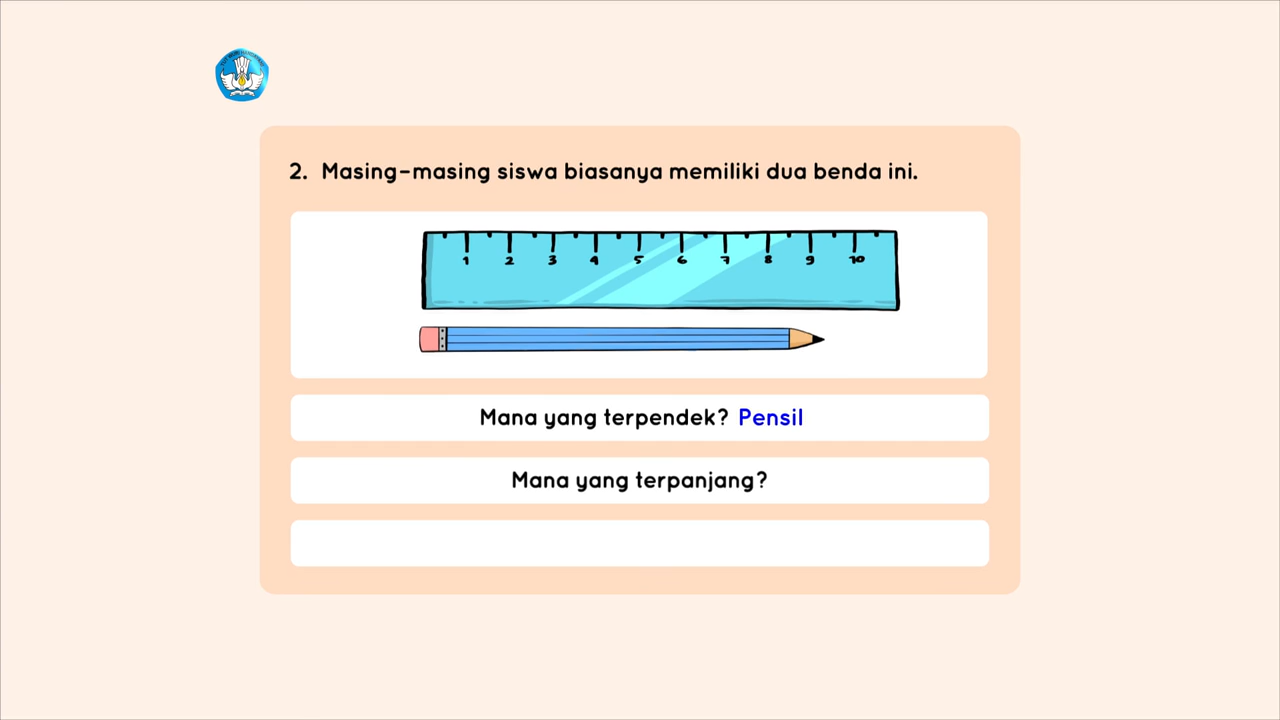 2. Masing-masing siswa biasanya memiliki dua benda ini.
1 2 3 4 5 6 7 8 9 10
Mana yang terpendek? Pensil
Mana yang terpanjang?